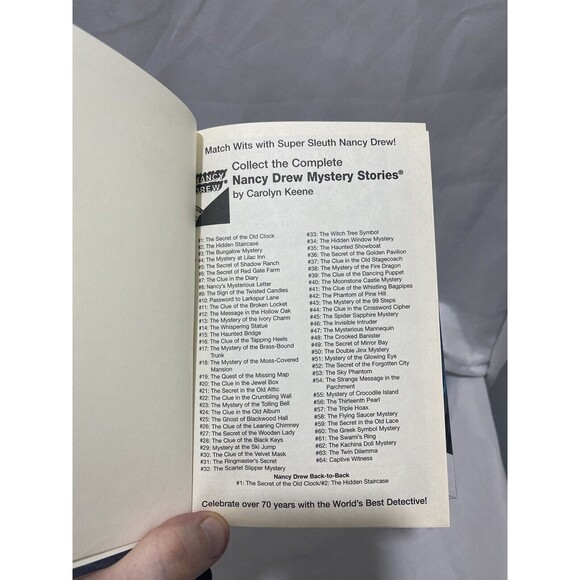 Match Wits with Super Sleuth Nancy Drew!
NANCY
DREW
Collect the Complete
Nancy Drew Mystery Stories®
by Carolyn Keene
#1: The Secret of the Old Clock
#2: The Hidden Staircase
#3: The Bungalow Mystery
#4: The Mystery at Lilac Inn
#5: The Secret of Shadow Ranch
#6: The Secret of Red Gate Farm
#7: The Clue in the Diary
#8: Nancy's Mysterious Letter
#9: The Sign of the Twisted Candles
#10: Password to Larkspur Lane
#11: The Clue of the Broken Locket
#12: The Message in the Hollow Oak
#13: The Mystery of the Ivory Charm
#14: The Whispering Statue
#15: The Haunted Bridge
#16: The Clue of the Tapping Heels
#17: The Mystery of the Brass-Bound
Trunk
#18: The Mystery of the Moss-Covered
Mansion
#19: The Quest of the Missing Map
#20: The Clue in the Jewel Box
#21: The Secret in the Old Attic
#22: The Clue in the Crumbling Wall
#23: The Mystery of the Tolling Bell
#24: The Clue in the Old Album
#25: The Ghost of Blackwood Hall
#26: The Clue of the Leaning Chimney
#27: The Secret of the Wooden Lady
#28: The Clue of the Black Keys
#29: Mystery at the Ski Jump
#30: The Clue of the Velvet Mask
#31: The Ringmaster's Secret
#32: The Scarlet Slipper Mystery
#33: The Witch Tree Symbol
#34: The Hidden Window Mystery
#35: The Haunted Showboat
#36: The Secret of the Golden Pavilion
#37: The Clue in the Old Stagecoach
#38: The Mystery of the Fire Dragon
#39: The Clue of the Dancing Puppet
#40: The Moonstone Castle Mystery
#41: The Clue of the Whistling Bagpipes
#42: The Phantom of Pine Hill
#43: The Mystery of the 99 Steps
#44: The Clue in the Crossword Cipher
#45: The Spider Sapphire Mystery
#46: The Invisible Intruder
#47: The Mysterious Mannequin
#48: The Crooked Banister
#49: The Secret of Mirror Bay
#50: The Double Jinx Mystery
#51: Mystery of the Glowing Eye
#52: The Secret of the Forgotten City
#53: The Sky Phantom
#54: The Strange Message in the
Parchment
#55: Mystery of Crocodile Island
#56: The Thirteenth Pearl
#57: The Triple Hoax
#58: The Flying Saucer Mystery
#59: The Secret in the Old Lace
#60: The Greek Symbol Mystery
#61: The Swami's Ring
#62: The Kachina Doll Mystery
#63: The Twin Dilemma
#64: Captive Witness
Nancy Drew Back-to-Back
#1: The Secret of the Old Clock/#2: The Hidden Staircase
Celebrate over 70 years with the World's Best Detective!